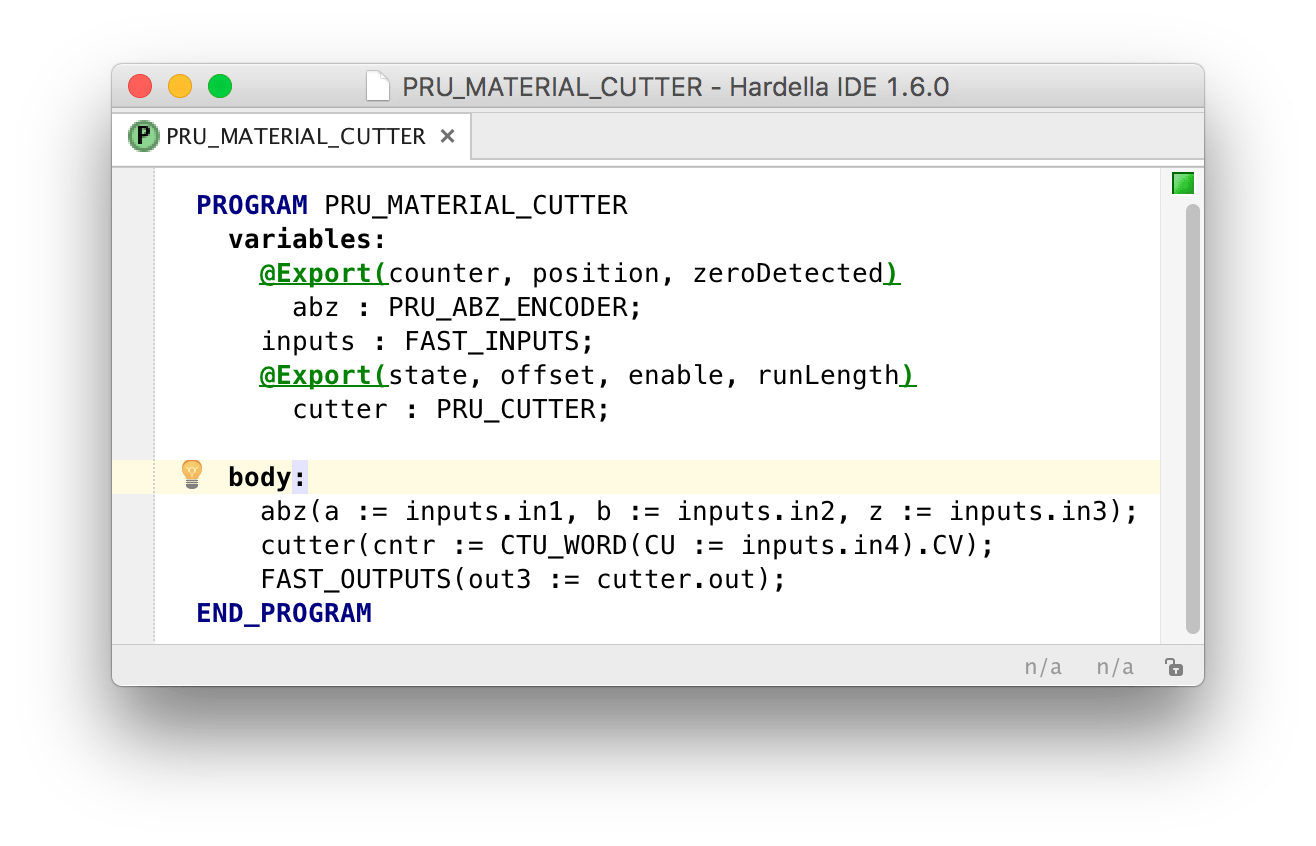 PRU_MATERIAL_CUTTER - Hardella IDE 1.6.0
P PRU_MATERIAL_CUTTER ×
PROGRAM PRU_MATERIAL_CUTTER
variables:
@Export(counter, position, zeroDetected)
abz : PRU_ABZ_ENCODER;
inputs : FAST_INPUTS;
@Export(state, offset, enable, runLength)
cutter : PRU_CUTTER;
body:
abz(a := inputs.in1, b := inputs.in2, z := inputs.in3);
cutter(cntr := CTU_WORD(CU := inputs.in4).CV);
FAST_OUTPUTS(out3 := cutter.out);
END_PROGRAM
n/a n/a